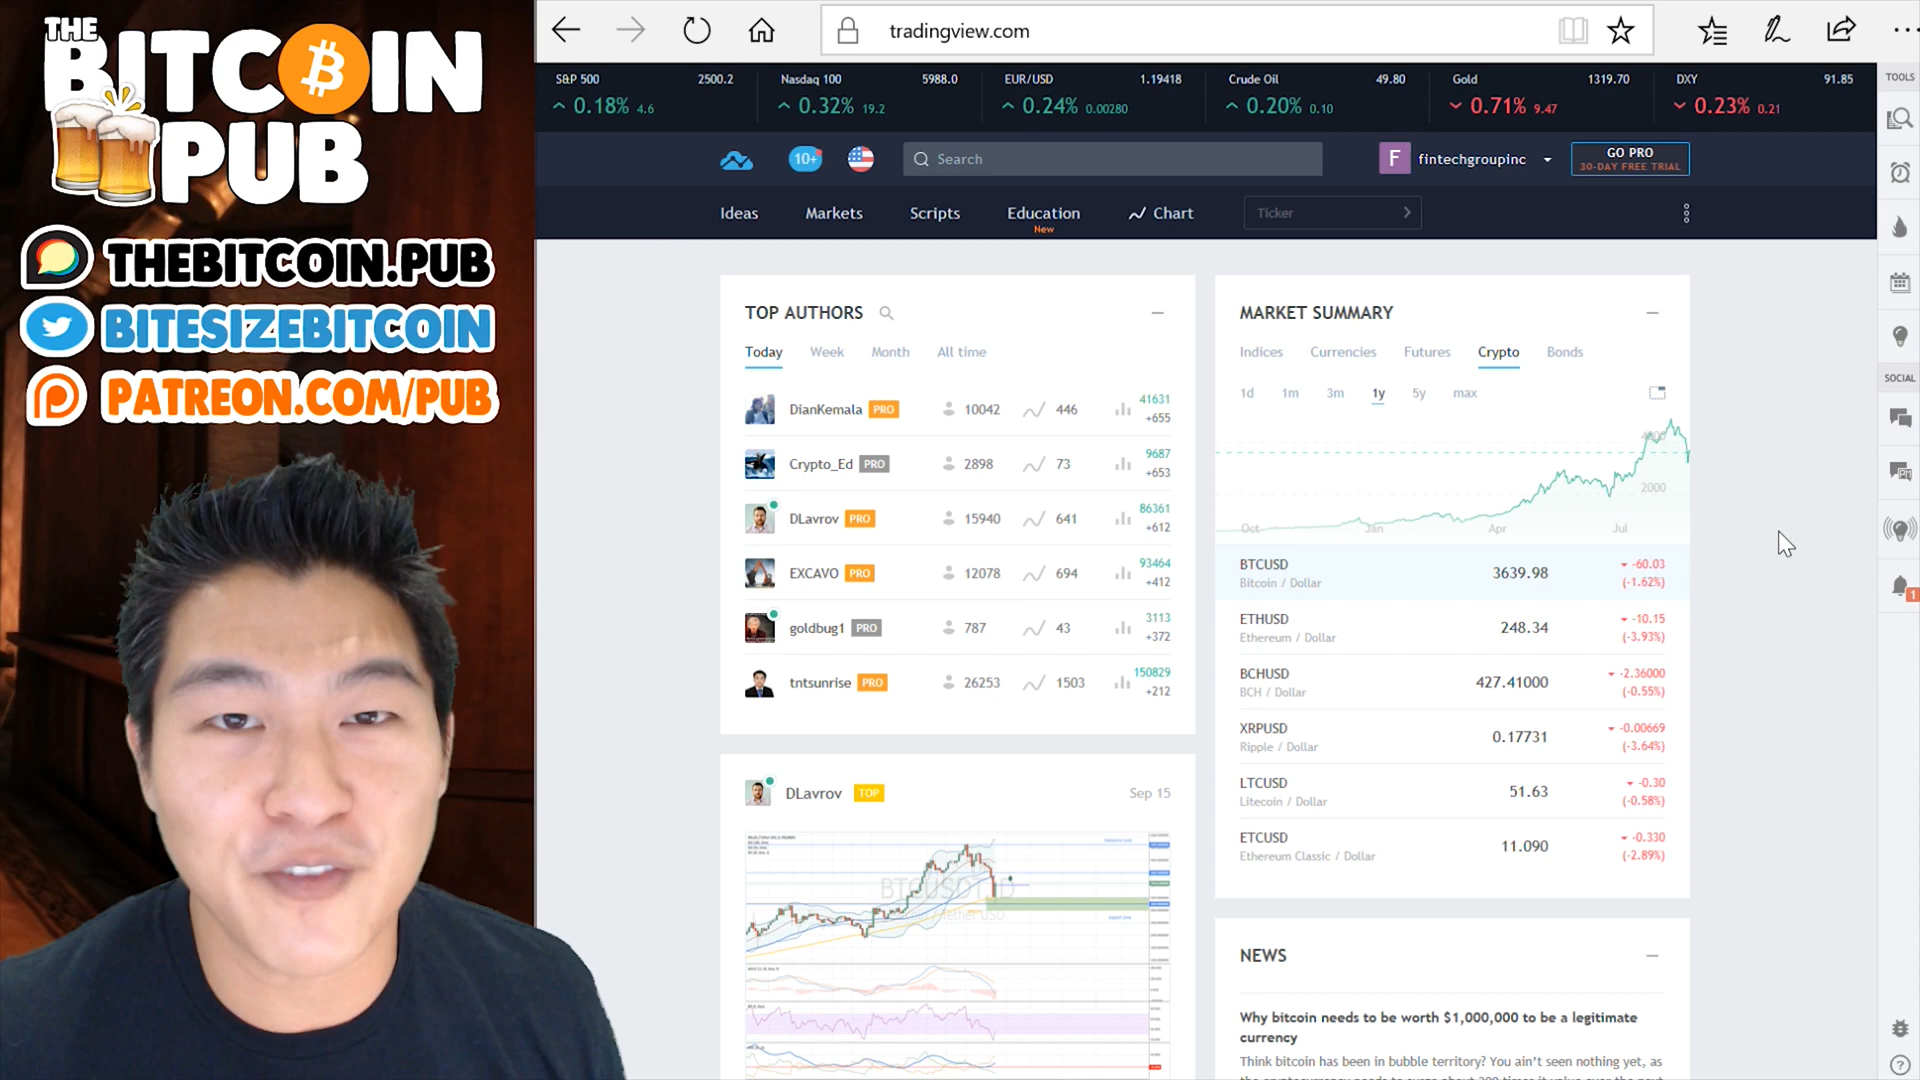 THE
BITCOIN
PUB
THEBITCOIN.PUB
BITESIZEBITCOIN
PATREON.COM/PUB
tradingview.com
S&P 500 2500.2
0.18% 4.6
Nasdaq 100 5988.0
0.32% 19.2
EUR/USD 1.19418
0.24% 0.00280
Crude Oil 49.80
0.20% 0.10
Gold 1319.70
0.71% 9.47
DXY 91.85
0.23% 0.21
TOOLS
10+
Search
F fintechgroupinc
GO PRO
30-DAY FREE TRIAL
Ideas Markets Scripts Education Chart
New
Ticker
TOP AUTHORS
Today Week Month All time
DianKemala PRO 10042 446 41631
+655
Crypto_Ed PRO 2898 73 9687
+653
DLavrov PRO 15940 641 86361
+612
EXCAVO PRO 12078 694 93464
+412
goldbug1 PRO 787 43 3113
+372
tntsunrise PRO 26253 1503 150829
+212
DLavrov TOP Sep 15
MARKET SUMMARY
Indices Currencies Futures Crypto Bonds
1d 1m 3m 1y 5y max
4000
2000
Oct Jan Apr Jul
BTCUSD 3639.98 -60.03
Bitcoin / Dollar (-1.62%)
ETHUSD 248.34 -10.15
Ethereum / Dollar (-3.93%)
BCHUSD 427.41000 -2.36000
BCH / Dollar (-0.55%)
XRPUSD 0.17731 -0.00669
Ripple / Dollar (-3.64%)
LTCUSD 51.63 -0.30
Litecoin / Dollar (-0.58%)
ETCUSD 11.090 -0.330
Ethereum Classic / Dollar (-2.89%)
NEWS
Why bitcoin needs to be worth $1,000,000 to be a legitimate
currency
Think bitcoin has been in bubble territory? You ain't seen nothing yet, as
SOCIAL
1